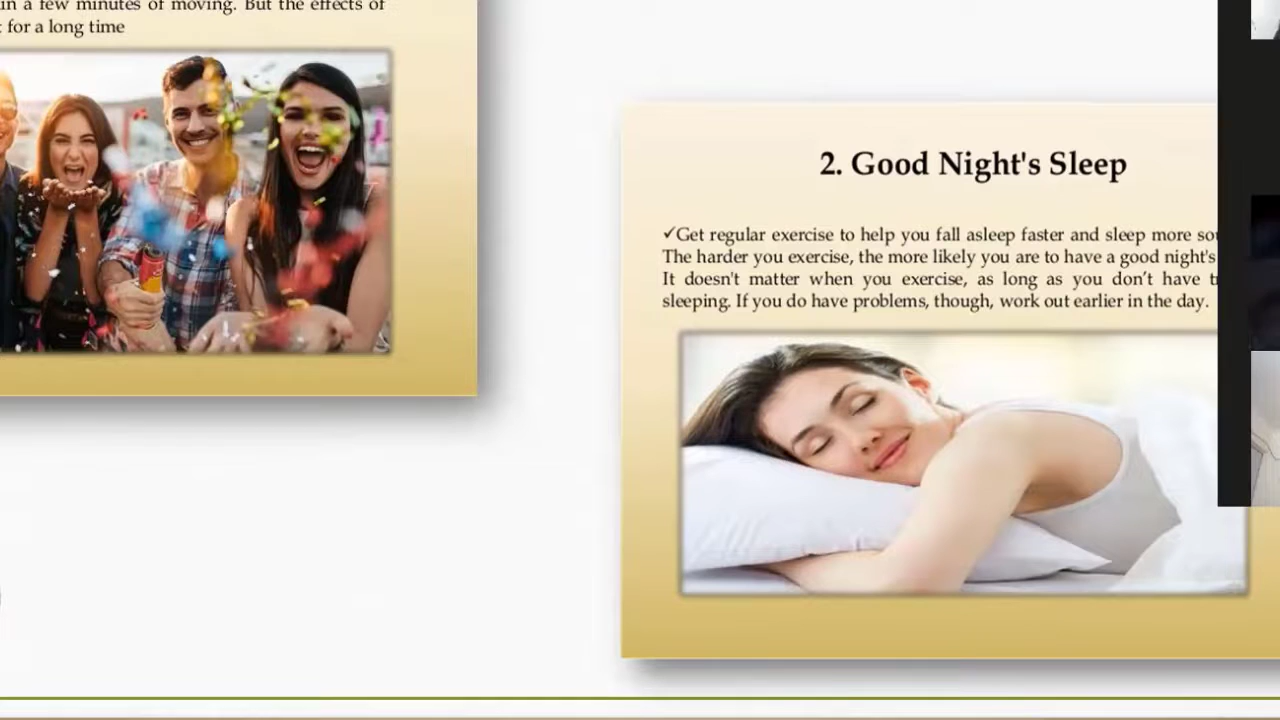 in a few minutes of moving. But the effects of
for a long time
2. Good Night's Sleep
✓Get regular exercise to help you fall asleep faster and sleep more
The harder you exercise, the more likely you are to have a good night's
It doesn't matter when you exercise, as long as you don’t have
sleeping. If you do have problems, though, work out earlier in the day.